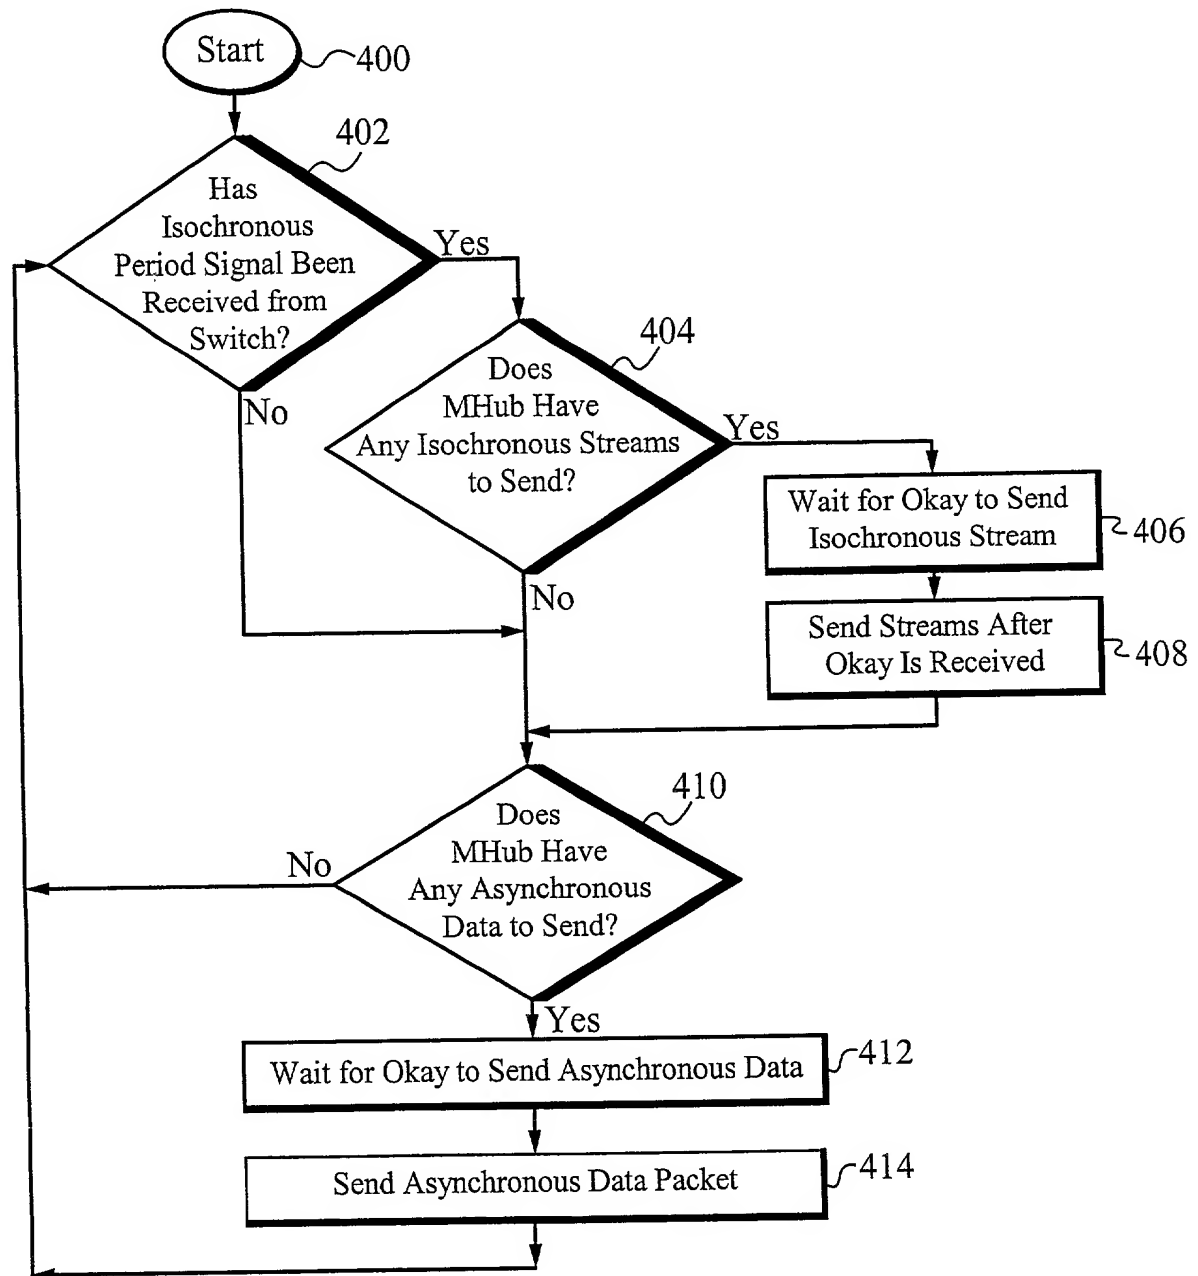 Start
400
402
Has
Isochronous
Period Signal Been
Received from
Switch?
Yes
No
404
Does
MHub Have
Any Isochronous Streams
to Send?
Yes
No
Wait for Okay to Send
Isochronous Stream
406
Send Streams After
Okay Is Received
408
410
Does
MHub Have
Any Asynchronous
Data to Send?
No
Yes
Wait for Okay to Send Asynchronous Data
412
Send Asynchronous Data Packet
414